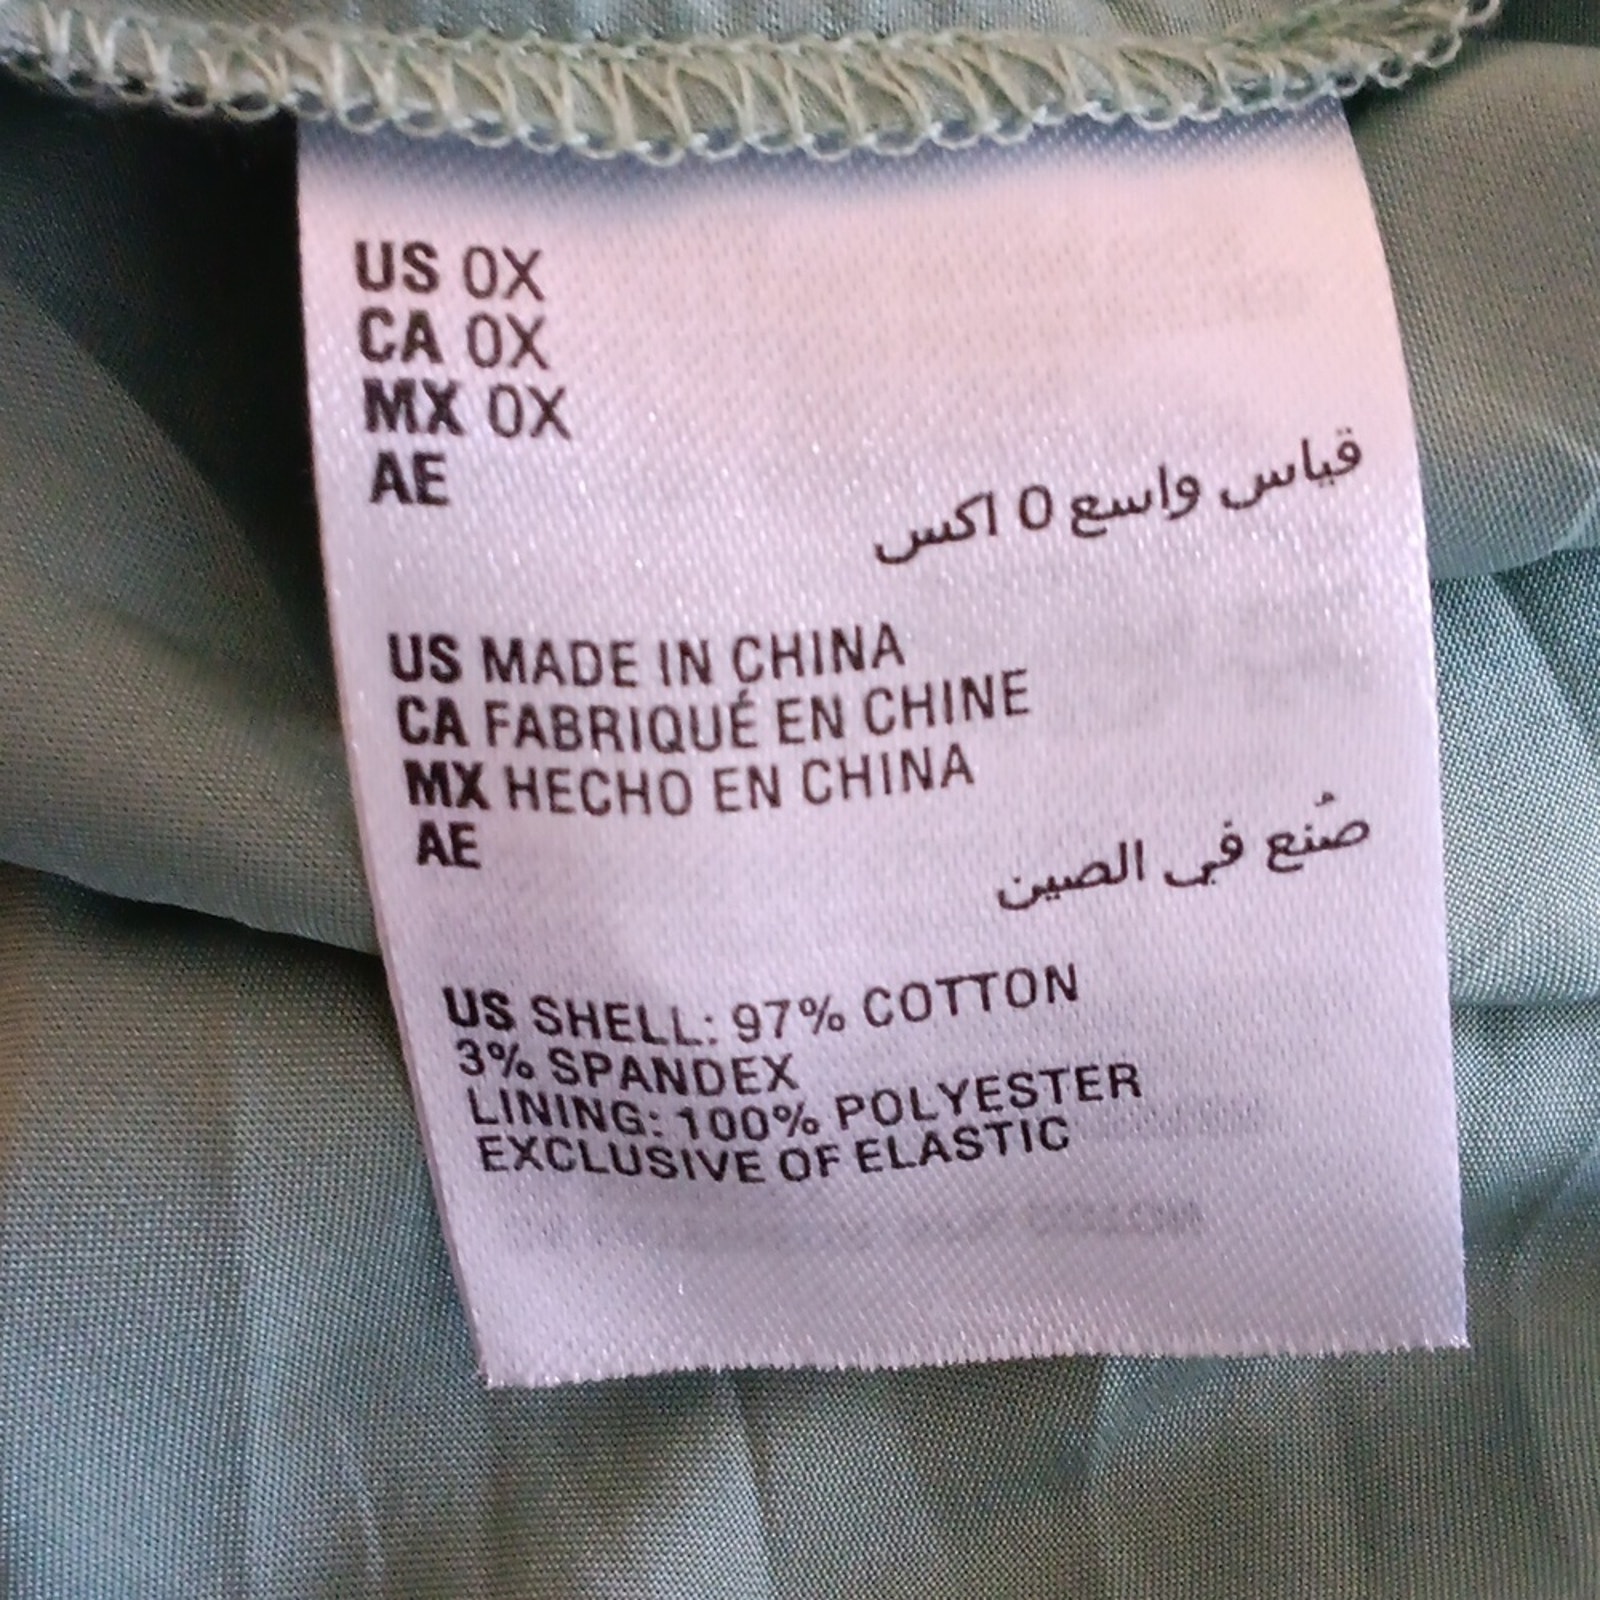 US 0X
CA 0X
MX 0X
AE
قياس واسع 0 اكس
US MADE IN CHINA
CA FABRIQUÉ EN CHINE
MX HECHO EN CHINA
AE
صُنع في الصين
US SHELL: 97% COTTON
3% SPANDEX
LINING: 100% POLYESTER
EXCLUSIVE OF ELASTIC